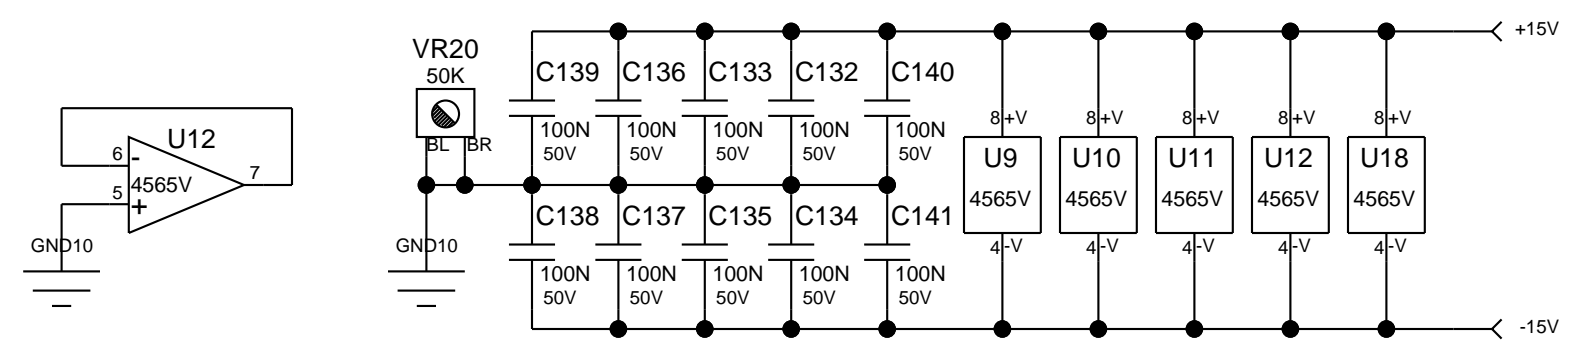 +15V
VR20
50K
C139 C136 C133 C132 C140
8 +V 8 +V 8 +V 8 +V 8 +V
100N 100N 100N 100N 100N
U12
BL BR
50V 50V 50V 50V 50V
6 -
U9 U10 U11 U12 U18
7
4565V
5 +
4565V 4565V 4565V 4565V 4565V
C138 C137 C135 C134 C141
GND10 GND10
4 -V 4 -V 4 -V 4 -V 4 -V
100N 100N 100N 100N 100N
50V 50V 50V 50V 50V
-15V